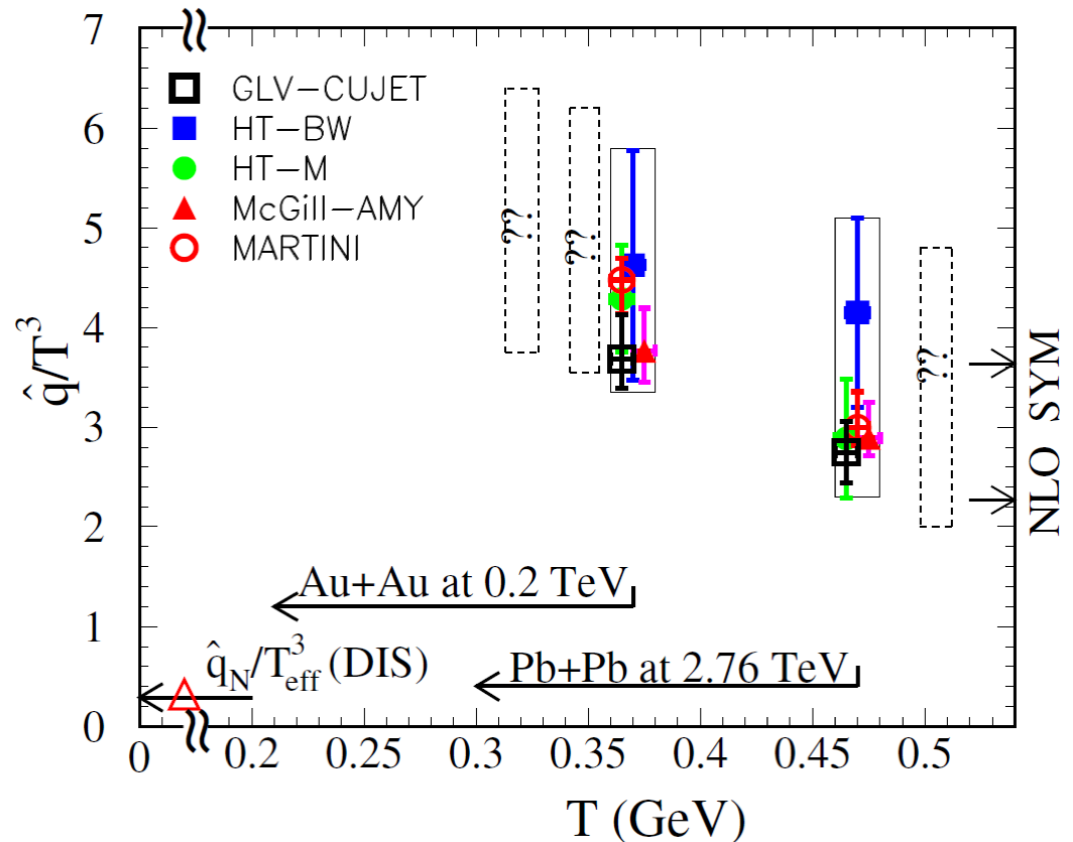 7
6
5
4
3
2
1
0
q̂/T³
GLV−CUJET
HT−BW
HT−M
McGill−AMY
MARTINI
??
??
??
NLO SYM
Au+Au at 0.2 TeV
q̂_N/T³_eff (DIS)
Pb+Pb at 2.76 TeV
0 0.2 0.25 0.3 0.35 0.4 0.45 0.5
T (GeV)